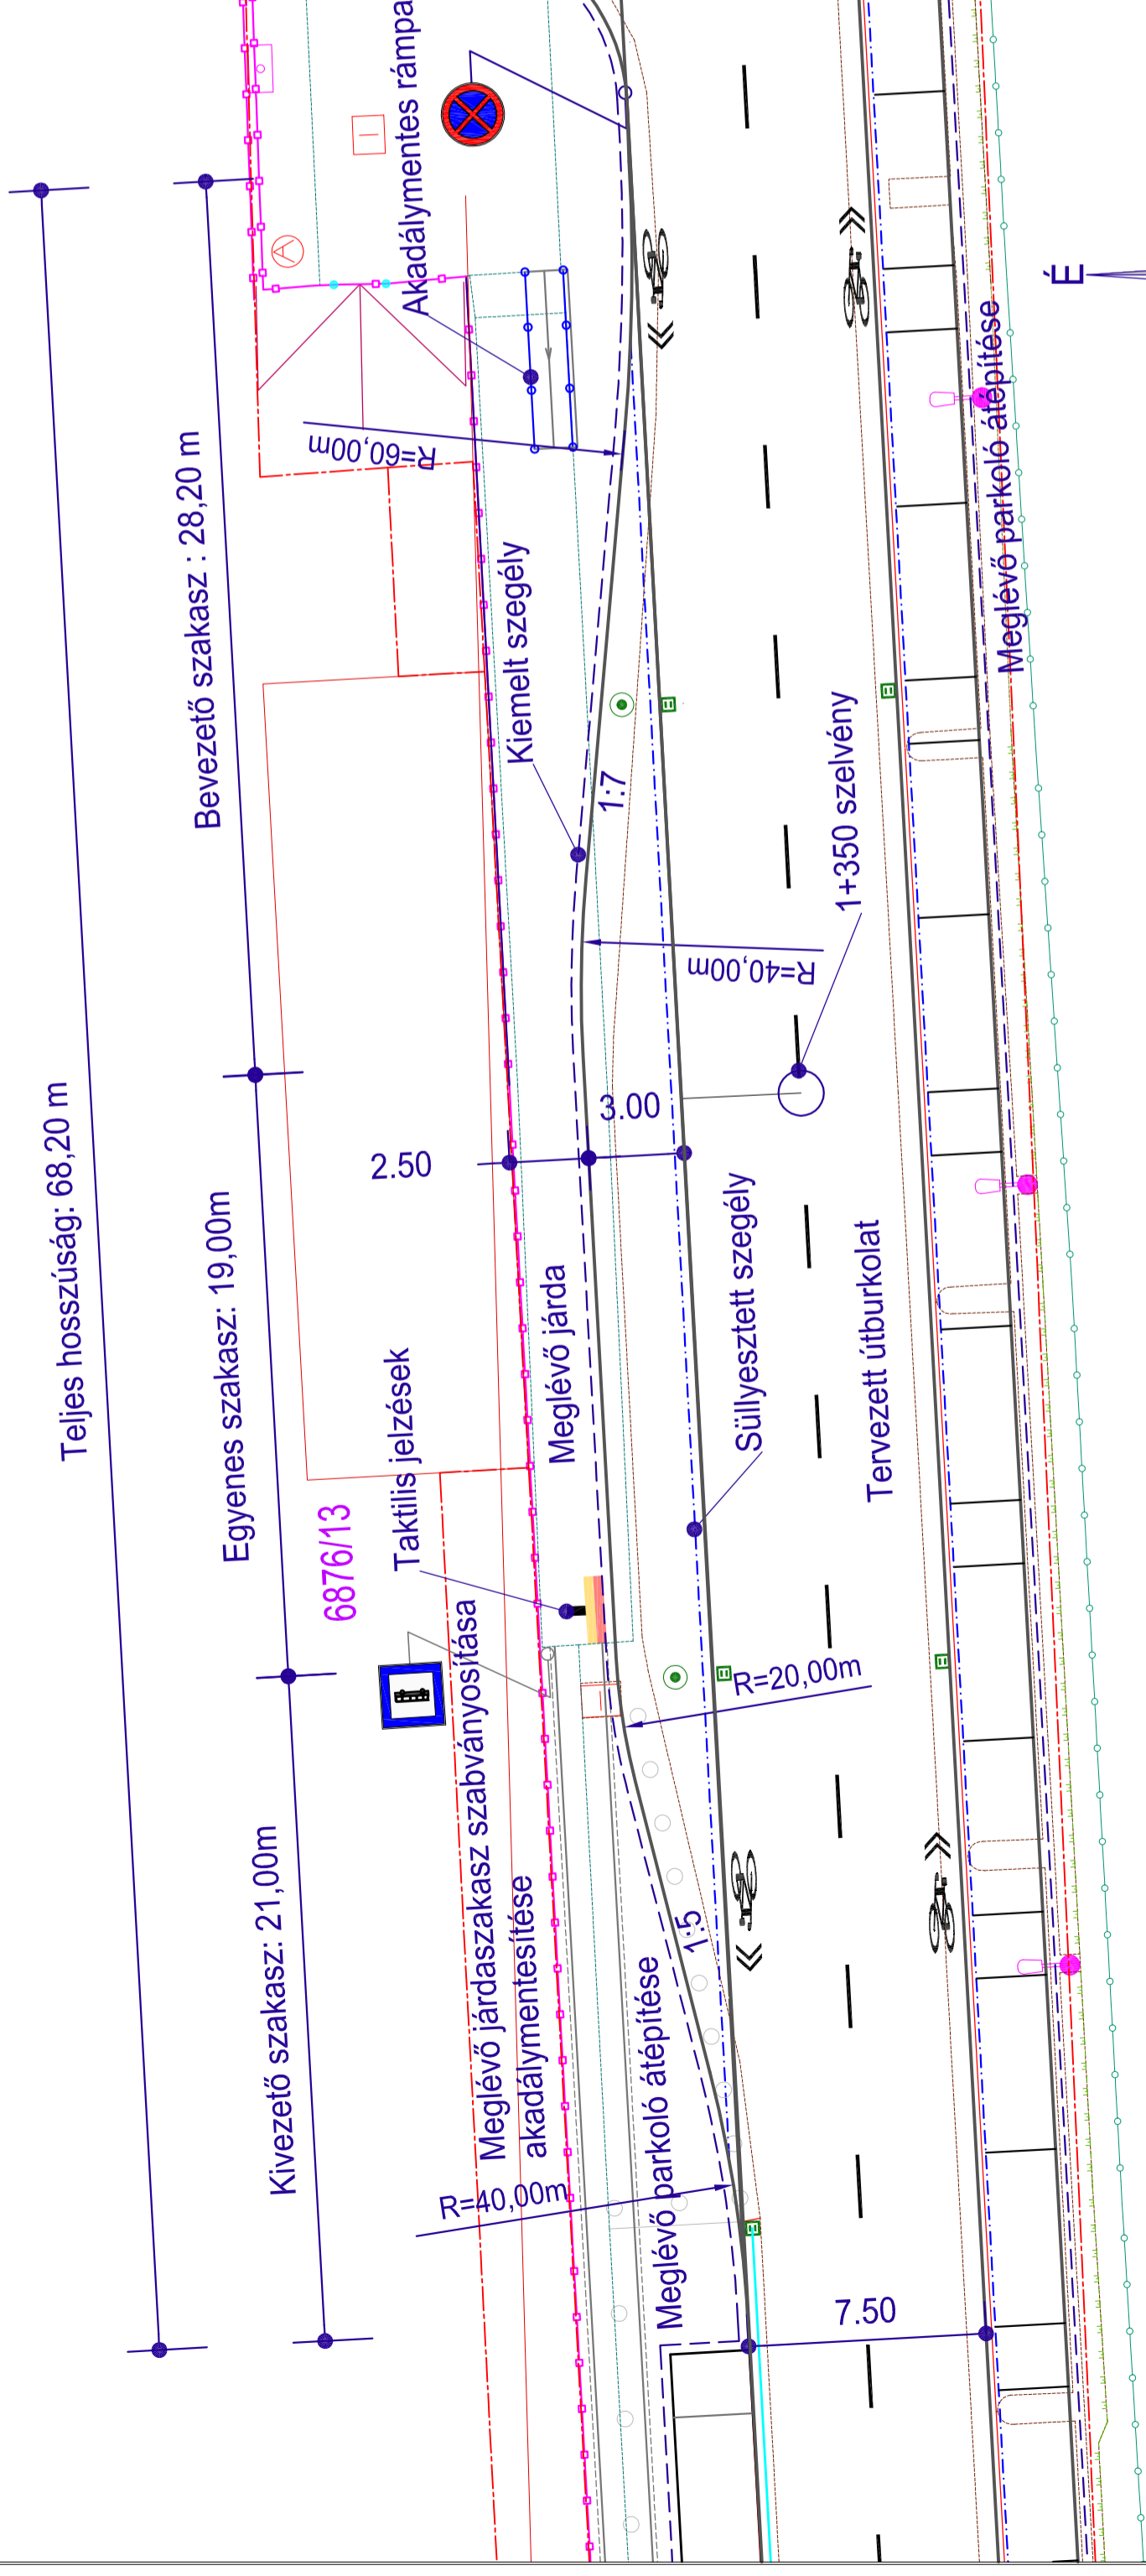 Teljes hosszúság: 68,20 m
Kivezető szakasz: 21,00m
Egyenes szakasz: 19,00m
Bevezető szakasz : 28,20 m
6876/13
Taktilis jelzések
2.50
Akadálymentes rámpa
A
I
R=60,00m
Meglévő járdaszakasz szabványosítása
akadálymentesítése
Kiemelt szegély
Meglévő járda
1:7
3.00
R=40,00m
R=40,00m
Meglévő parkoló átépítése
1:5
R=20,00m
Süllyesztett szegély
1+350 szelvény
Tervezett útburkolat
7.50
Meglévő parkoló átépítése
É